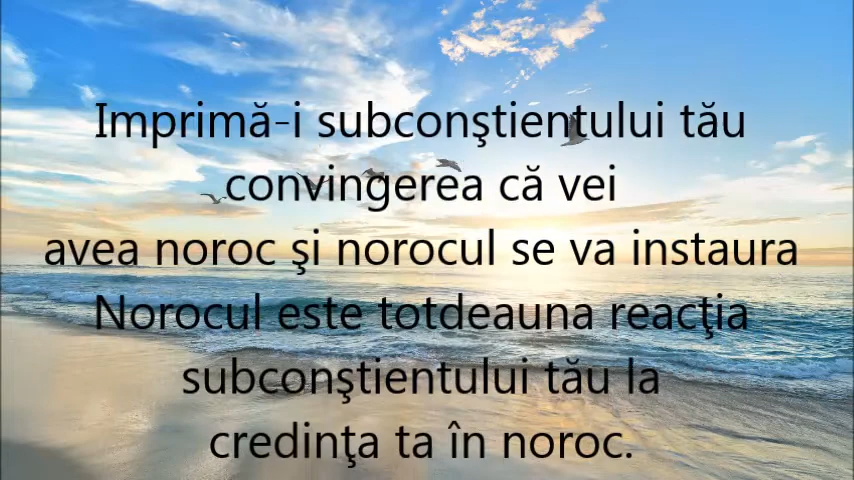 Imprimă-i subconştientului tău
convingerea că vei
avea noroc şi norocul se va instaura
Norocul este totdeauna reacţia
subconştientului tău la
credinţa ta în noroc.